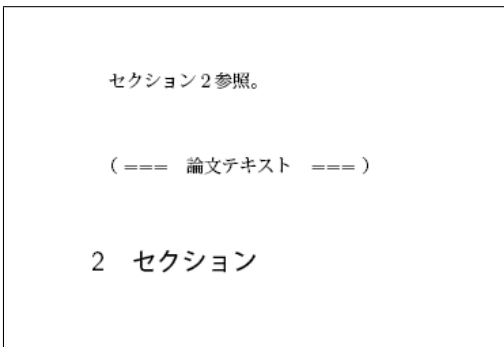 セクション 2 参照。
( === 論文テキスト === )
2 セクション